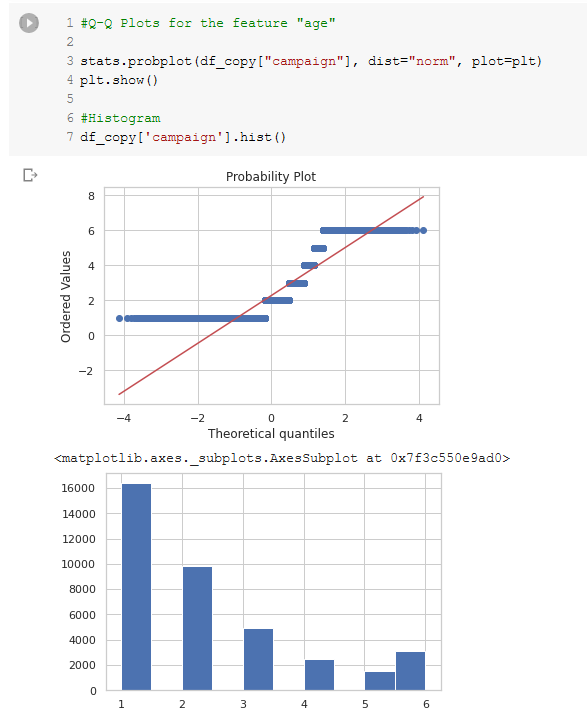 1 #Q-Q Plots for the feature "age"
2
3 stats.probplot(df_copy["campaign"], dist="norm", plot=plt)
4 plt.show()
5
6 #Histogram
7 df_copy['campaign'].hist()
Probability Plot
8
6
4
2
0
−2
Ordered Values
−4 −2 0 2 4
Theoretical quantiles
<matplotlib.axes._subplots.AxesSubplot at 0x7f3c550e9ad0>
16000
14000
12000
10000
8000
6000
4000
2000
0
1 2 3 4 5 6